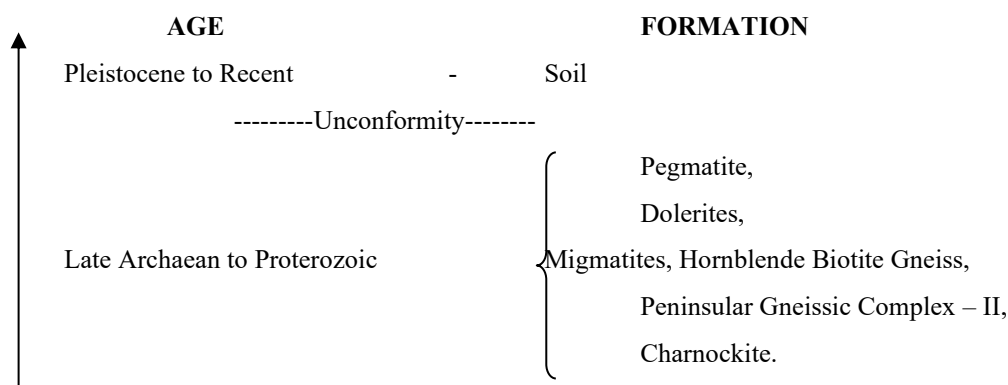 AGE FORMATION
Pleistocene to Recent - Soil
---------Unconformity--------
Pegmatite,
Dolerites,
Late Archaean to Proterozoic Migmatites, Hornblende Biotite Gneiss,
Peninsular Gneissic Complex – II,
Charnockite.